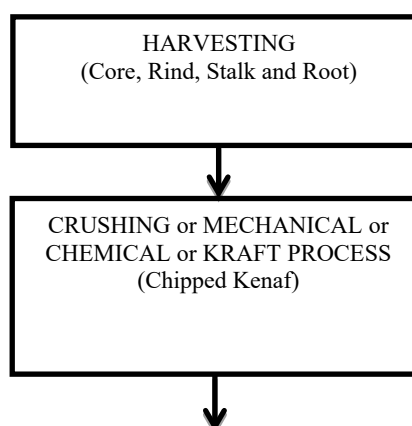 HARVESTING
(Core, Rind, Stalk and Root)
CRUSHING or MECHANICAL or
CHEMICAL or KRAFT PROCESS
(Chipped Kenaf)